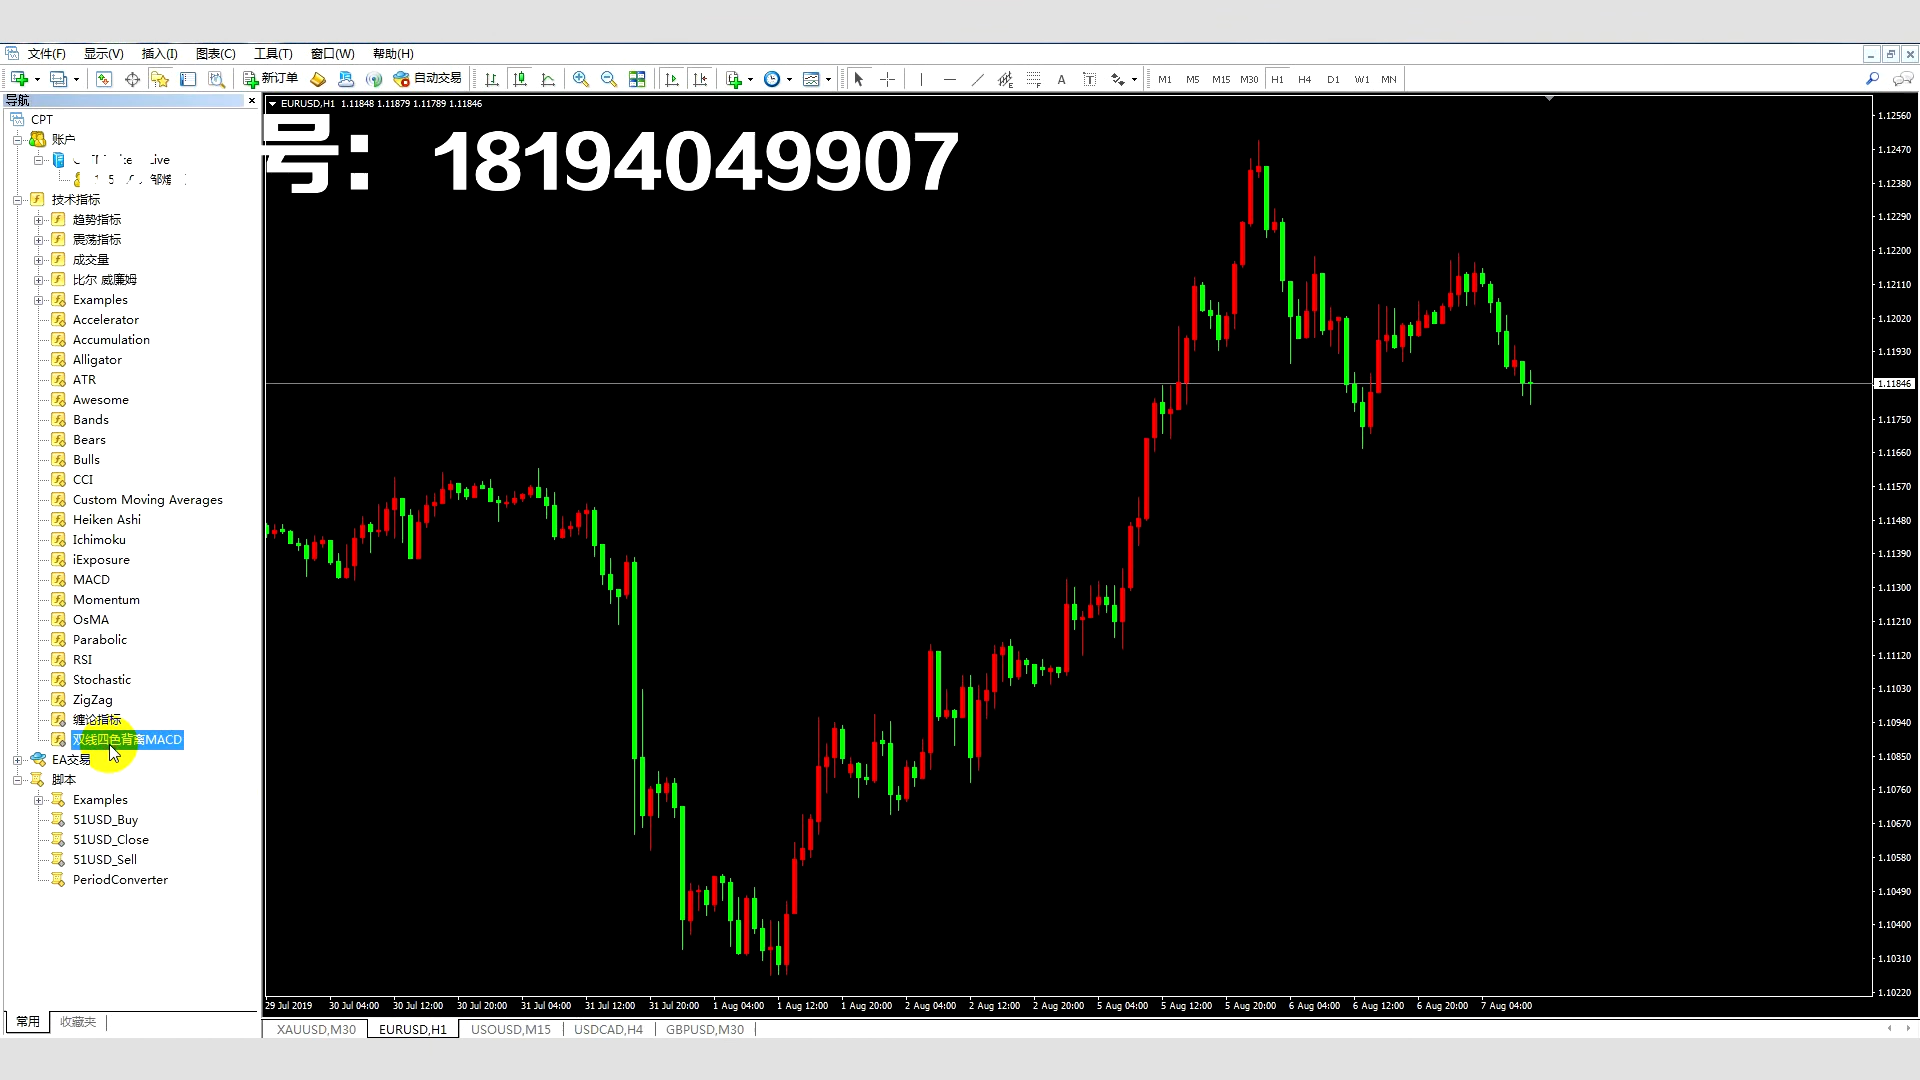 文件(F) 显示(V) 插入(I) 图表(C) 工具(T) 窗口(W) 帮助(H)
新订单 自动交易 A T M1 M5 M15 M30 H1 H4 D1 W1 MN
导航
CPT
账户
技术指标
趋势指标
震荡指标
成交量
比尔 威廉姆
Examples
Accelerator
Accumulation
Alligator
ATR
Awesome
Bands
Bears
Bulls
CCI
Custom Moving Averages
Heiken Ashi
Ichimoku
iExposure
MACD
Momentum
OsMA
Parabolic
RSI
Stochastic
ZigZag
缠论指标
双线四色背离MACD
EA交易
脚本
Examples
51USD_Buy
51USD_Close
51USD_Sell
PeriodConverter
常用 收藏夹
EURUSD,H1 1.11848 1.11879 1.11789 1.11846
号：18194049907
1.12560
1.12470
1.12380
1.12290
1.12200
1.12110
1.12020
1.11930
1.11846
1.11750
1.11660
1.11570
1.11480
1.11390
1.11300
1.11210
1.11120
1.11030
1.10940
1.10850
1.10760
1.10670
1.10580
1.10490
1.10400
1.10310
1.10220
29 Jul 2019 30 Jul 04:00 30 Jul 12:00 30 Jul 20:00 31 Jul 04:00 31 Jul 12:00 31 Jul 20:00 1 Aug 04:00 1 Aug 12:00 1 Aug 20:00 2 Aug 04:00 2 Aug 12:00 2 Aug 20:00 5 Aug 04:00 5 Aug 12:00 5 Aug 20:00 6 Aug 04:00 6 Aug 12:00 6 Aug 20:00 7 Aug 04:00
XAUUSD,M30 EURUSD,H1 USOUSD,M15 USDCAD,H4 GBPUSD,M30